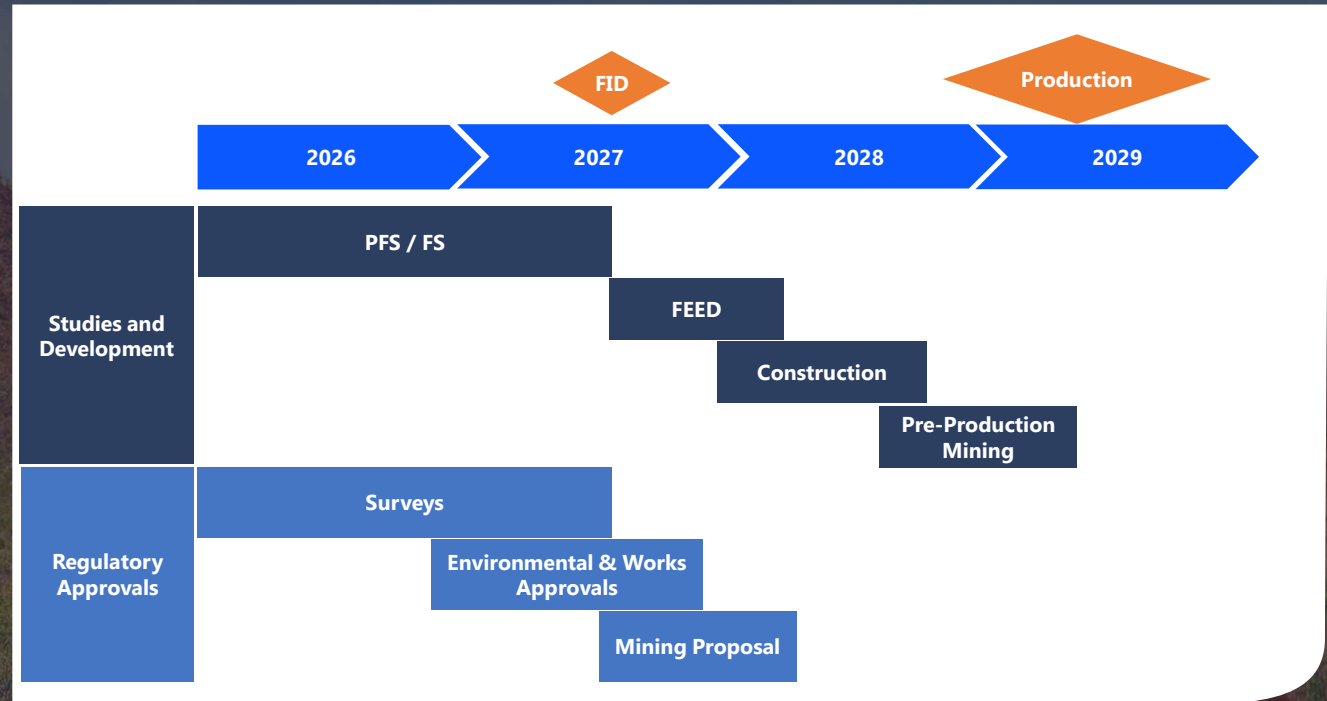 FID
Production
2026
2027
2028
2029
Studies and
Development
PFS / FS
FEED
Construction
Pre-Production
Mining
Regulatory
Approvals
Surveys
Environmental & Works
Approvals
Mining Proposal